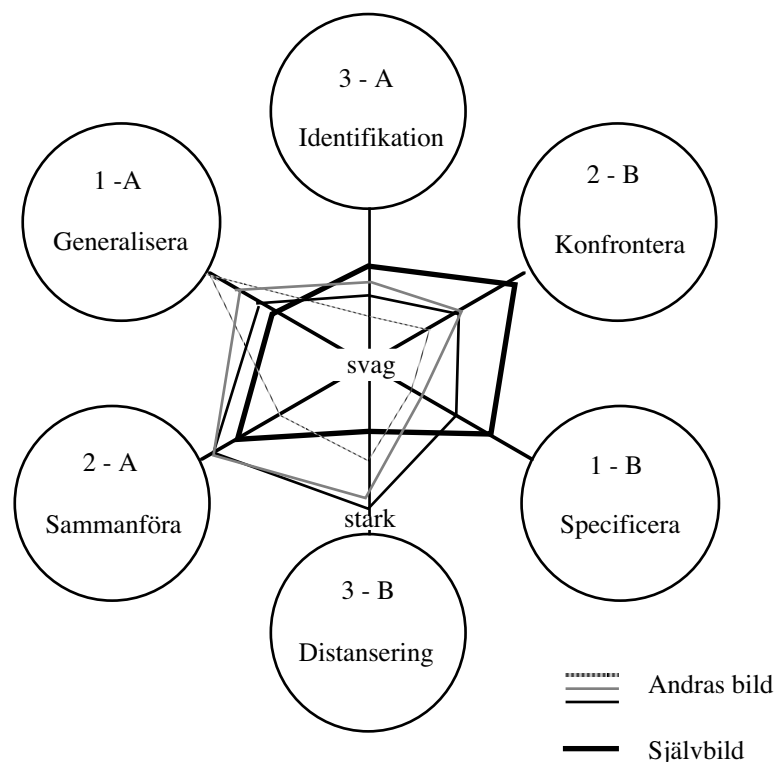 3 - A
Identifikation
1 -A
Generalisera
2 - B
Konfrontera
svag
2 - A
Sammanföra
1 - B
Specificera
stark
3 - B
Distansering
Andras bild
Självbild